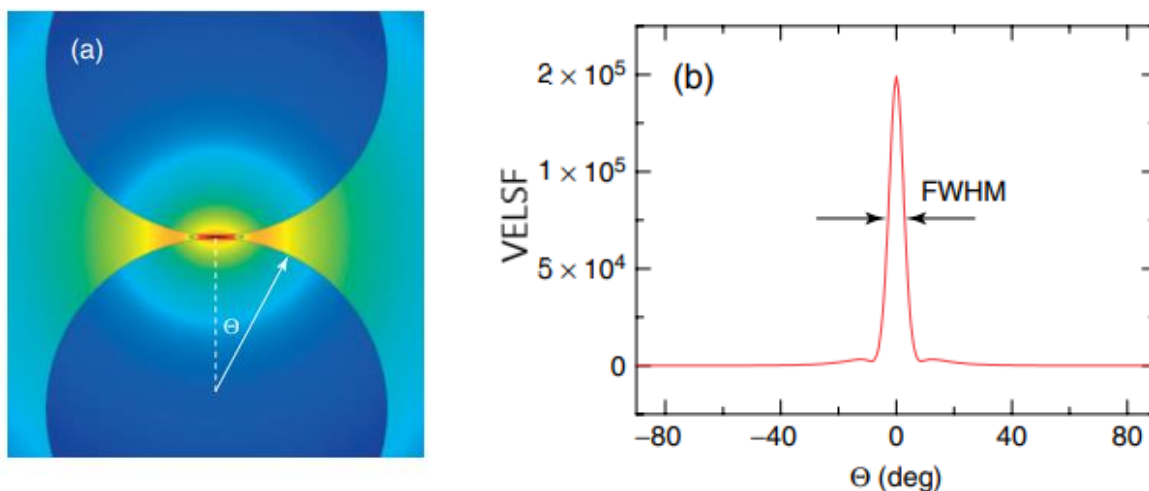 (a)
Θ
(b)
VELSF
2 × 10⁵
1 × 10⁵
5 × 10⁴
0
FWHM
−80
−40
0
40
80
Θ (deg)